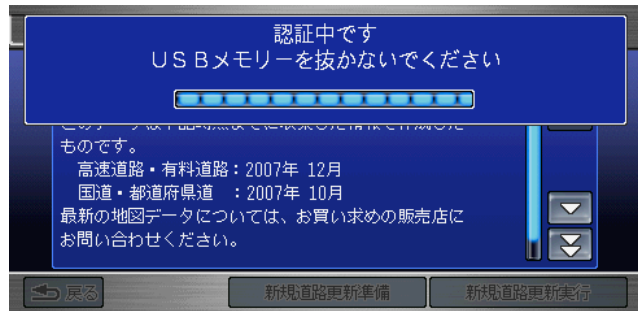 認証中です
USBメモリーを抜かないでください
ものです。
高速道路・有料道路：2007年 12月
国道・都道府県道　：2007年 10月
最新の地図データについては、お買い求めの販売店に
お問い合わせください。
戻る
新規道路更新準備
新規道路更新実行